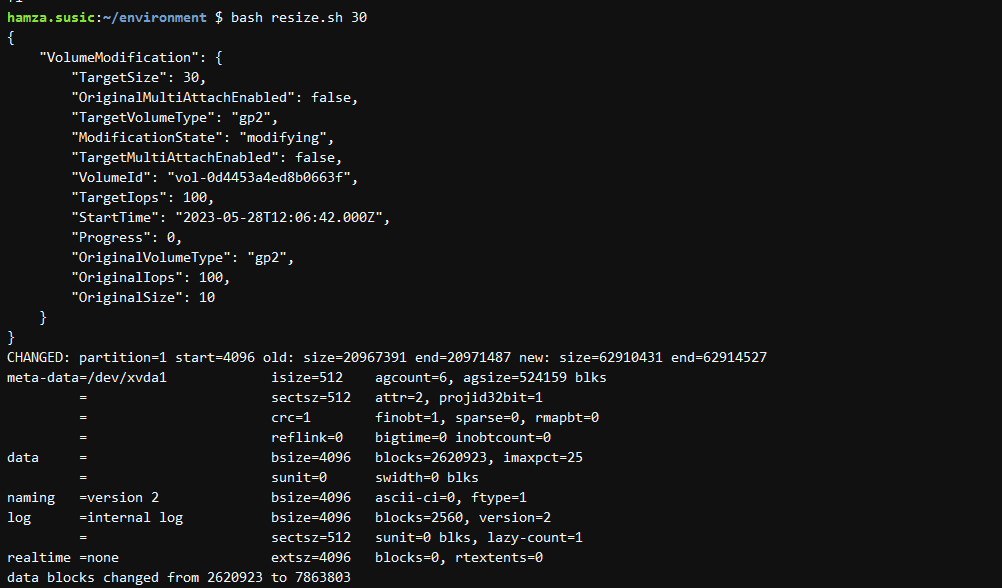 hamza.susic:~/environment $ bash resize.sh 30
{
    "VolumeModification": {
        "TargetSize": 30,
        "OriginalMultiAttachEnabled": false,
        "TargetVolumeType": "gp2",
        "ModificationState": "modifying",
        "TargetMultiAttachEnabled": false,
        "VolumeId": "vol-0d4453a4ed8b0663f",
        "TargetIops": 100,
        "StartTime": "2023-05-28T12:06:42.000Z",
        "Progress": 0,
        "OriginalVolumeType": "gp2",
        "OriginalIops": 100,
        "OriginalSize": 10
    }
}
CHANGED: partition=1 start=4096 old: size=20967391 end=20971487 new: size=62910431 end=62914527
meta-data=/dev/xvda1             isize=512    agcount=6, agsize=524159 blks
         =                       sectsz=512   attr=2, projid32bit=1
         =                       crc=1        finobt=1, sparse=0, rmapbt=0
         =                       reflink=0    bigtime=0 inobtcount=0
data     =                       bsize=4096   blocks=2620923, imaxpct=25
         =                       sunit=0      swidth=0 blks
naming   =version 2              bsize=4096   ascii-ci=0, ftype=1
log      =internal log           bsize=4096   blocks=2560, version=2
         =                       sectsz=512   sunit=0 blks, lazy-count=1
realtime =none                   extsz=4096   blocks=0, rtextents=0
data blocks changed from 2620923 to 7863803